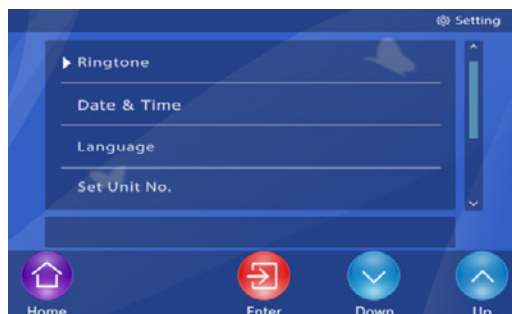 Setting
Ringtone
Date & Time
Language
Set Unit No.
Home
Enter
Down
Up